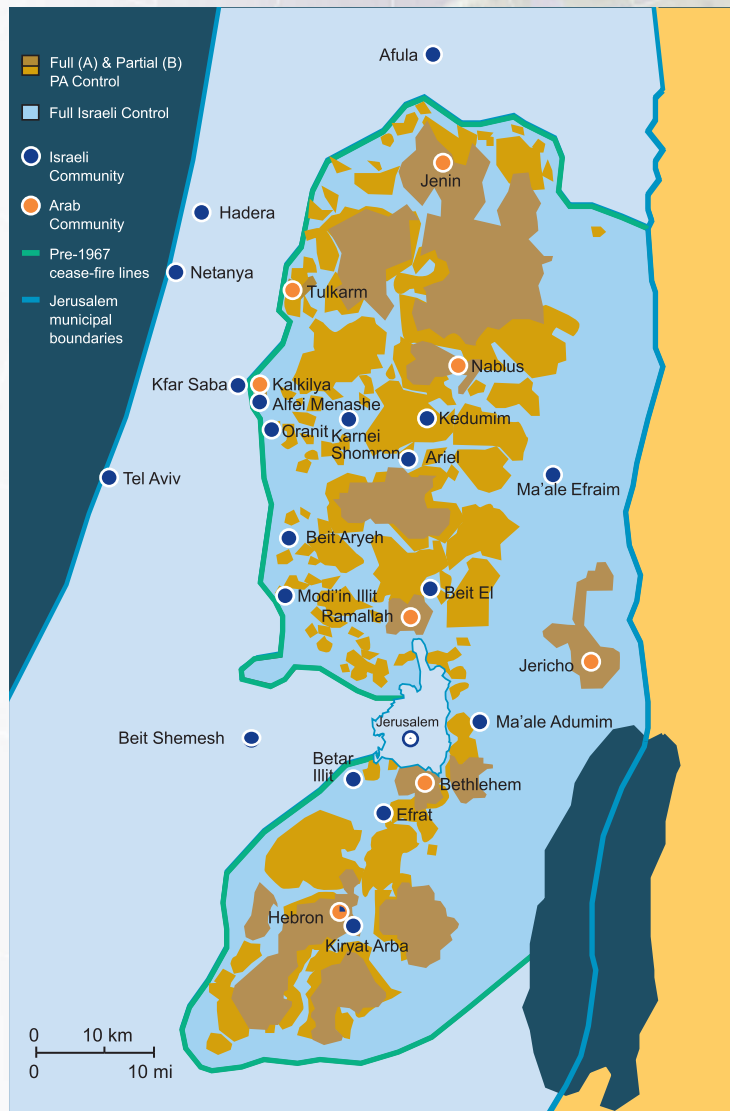 Full (A) & Partial (B)
PA Control
Full Israeli Control
Israeli
Community
Arab
Community
Pre-1967
cease-fire lines
Jerusalem
municipal
boundaries
Afula
Jenin
Hadera
Netanya
Tulkarm
Nablus
Kfar Saba
Kalkilya
Alfei Menashe
Kedumim
Oranit
Karnei
Shomron
Ariel
Tel Aviv
Ma’ale Efraim
Beit Aryeh
Modi’in Illit
Beit El
Ramallah
Jericho
Jerusalem
Ma’ale Adumim
Beit Shemesh
Betar
Illit
Bethlehem
Efrat
Hebron
Kiryat Arba
0 10 km
0 10 mi